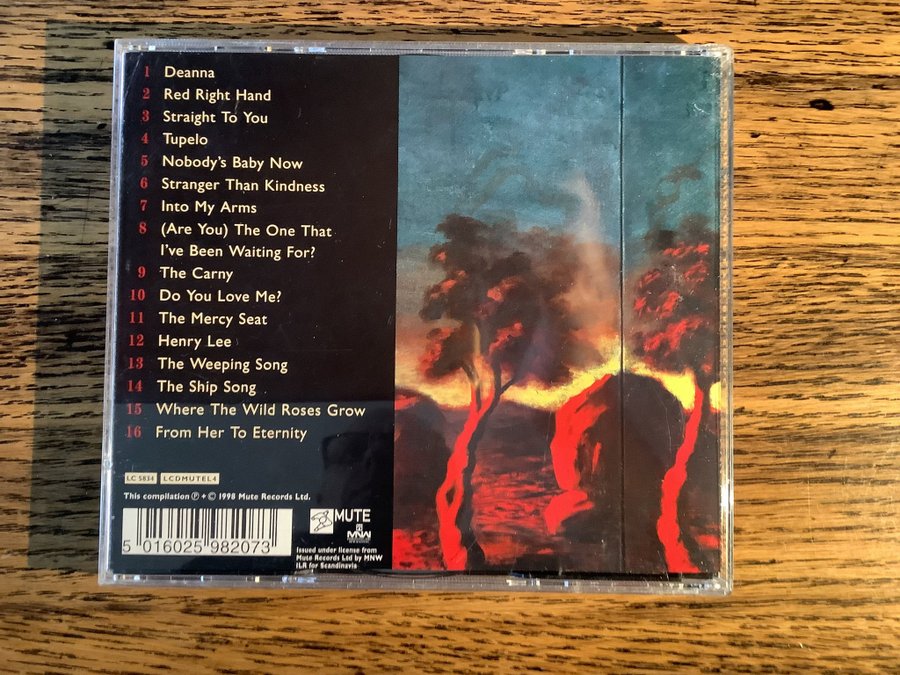 1 Deanna
2 Red Right Hand
3 Straight To You
4 Tupelo
5 Nobody's Baby Now
6 Stranger Than Kindness
7 Into My Arms
8 (Are You) The One That
I've Been Waiting For?
9 The Carny
10 Do You Love Me?
11 The Mercy Seat
12 Henry Lee
13 The Weeping Song
14 The Ship Song
15 Where The Wild Roses Grow
16 From Her To Eternity
LC 5834 LCDMUTEL4
This compilation ℗ + © 1998 Mute Records Ltd.
5 016025 982073
MUTE
MNW
Issued under license from
Mute Records Ltd by MNW
ILR for Scandinavia